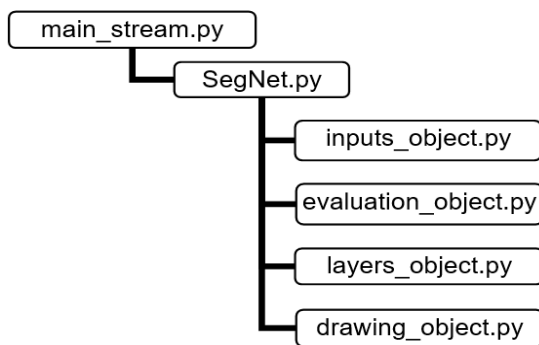 main_stream.py
SegNet.py
inputs_object.py
evaluation_object.py
layers_object.py
drawing_object.py